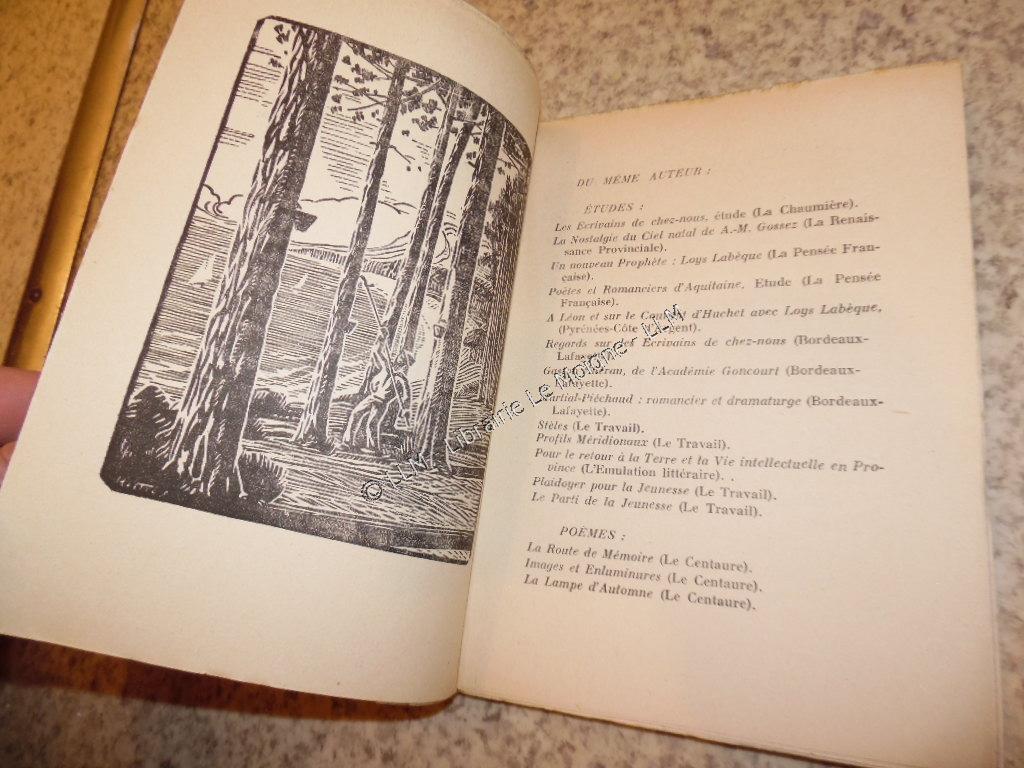 DU MÊME AUTEUR :
ÉTUDES :
Les Ecrivains de chez-nous, étude (La Chaumière).
La Nostalgie du Ciel natal de A.-M. Gossez (La Renais-
sance Provinciale).
Un nouveau Prophète : Loys Labèque (La Pensée Fran-
çaise).
Poètes et Romanciers d'Aquitaine, Etude (La Pensée
Française).
A Léon et sur le d'Huchet avec Loys Labèque,
(Pyrénées-Côte d'Argent).
Regards sur les Ecrivains de chez-nous (Bordeaux-
Lafayette).
de l'Académie Goncourt (Bordeaux-
Lafayette).
Martial-Piéchaud : romancier et dramaturge (Bordeaux-
Lafayette).
Stèles (Le Travail).
Profils Méridionaux (Le Travail).
Pour le retour à la Terre et la Vie intellectuelle en Pro-
vince (L'Emulation littéraire). .
Plaidoyer pour la Jeunesse (Le Travail).
Le Parti de la Jeunesse (Le Travail).
POÈMES :
La Route de Mémoire (Le Centaure).
Images et Enluminures (Le Centaure).
La Lampe d'Automne (Le Centaure).
© LLM - Librairie Le Moigne - LLM